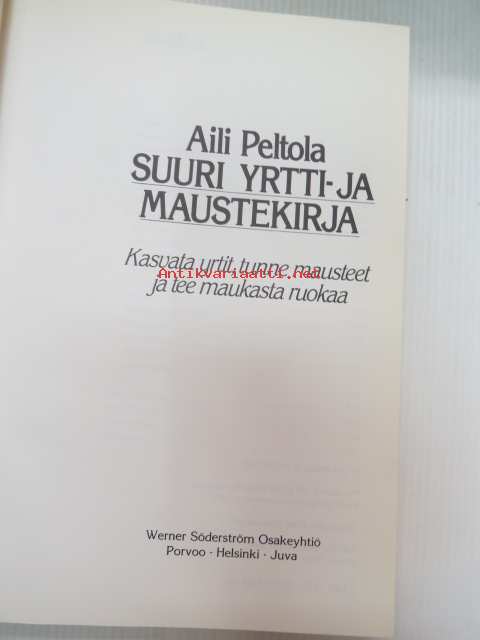 Aili Peltola
SUURI YRTTI-JA
MAUSTEKIRJA
Kasvata yrtit, tunne mausteet
Antikvariaatti.net
ja tee maukasta ruokaa
Werner Söderström Osakeyhtiö
Porvoo · Helsinki · Juva